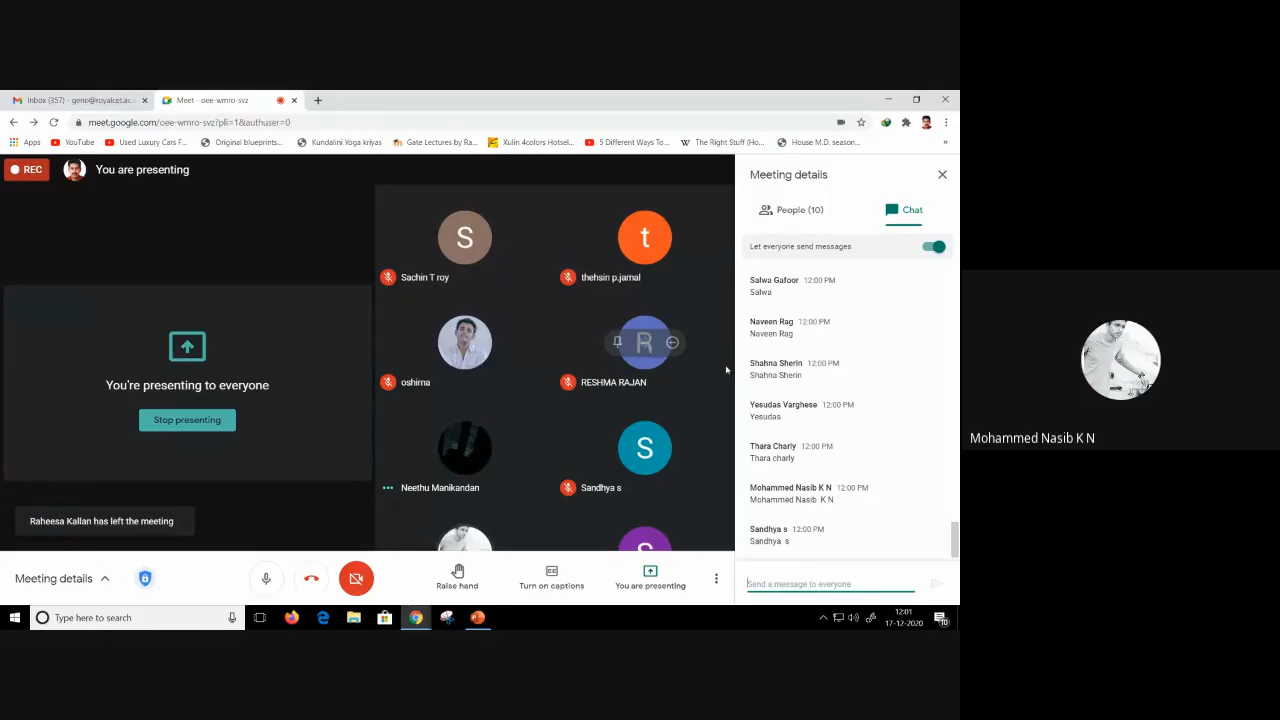 Inbox (357) - geno@royalcet.ac.i
Meet - oee-wmro-svz
meet.google.com/oee-wmro-svz?pli=1&authuser=0
Apps
YouTube
Used Luxury Cars F...
Original blueprints...
Kundalini Yoga kriyas
Gate Lectures by Ra...
Xulin 4colors Hotsel...
5 Different Ways To...
The Right Stuff (Ho...
House M.D. season...
»
REC
You are presenting
Meeting details
People (10)
Chat
Let everyone send messages
S
t
Sachin T roy
thehsin p.jamal
R
oshima
RESHMA RAJAN
S
Neethu Manikandan
Sandhya s
You're presenting to everyone
Stop presenting
Raheesa Kallan has left the meeting
Salwa Gafoor 12:00 PM
Salwa
Naveen Rag 12:00 PM
Naveen Rag
Shahna Sherin 12:00 PM
Shahna Sherin
Yesudas Varghese 12:00 PM
Yesudas
Thara Charly 12:00 PM
Thara charly
Mohammed Nasib K N 12:00 PM
Mohammed Nasib K N
Sandhya s 12:00 PM
Sandhya s
Send a message to everyone
Meeting details
Raise hand
Turn on captions
You are presenting
Type here to search
12:01
17-12-2020
10
Mohammed Nasib K N